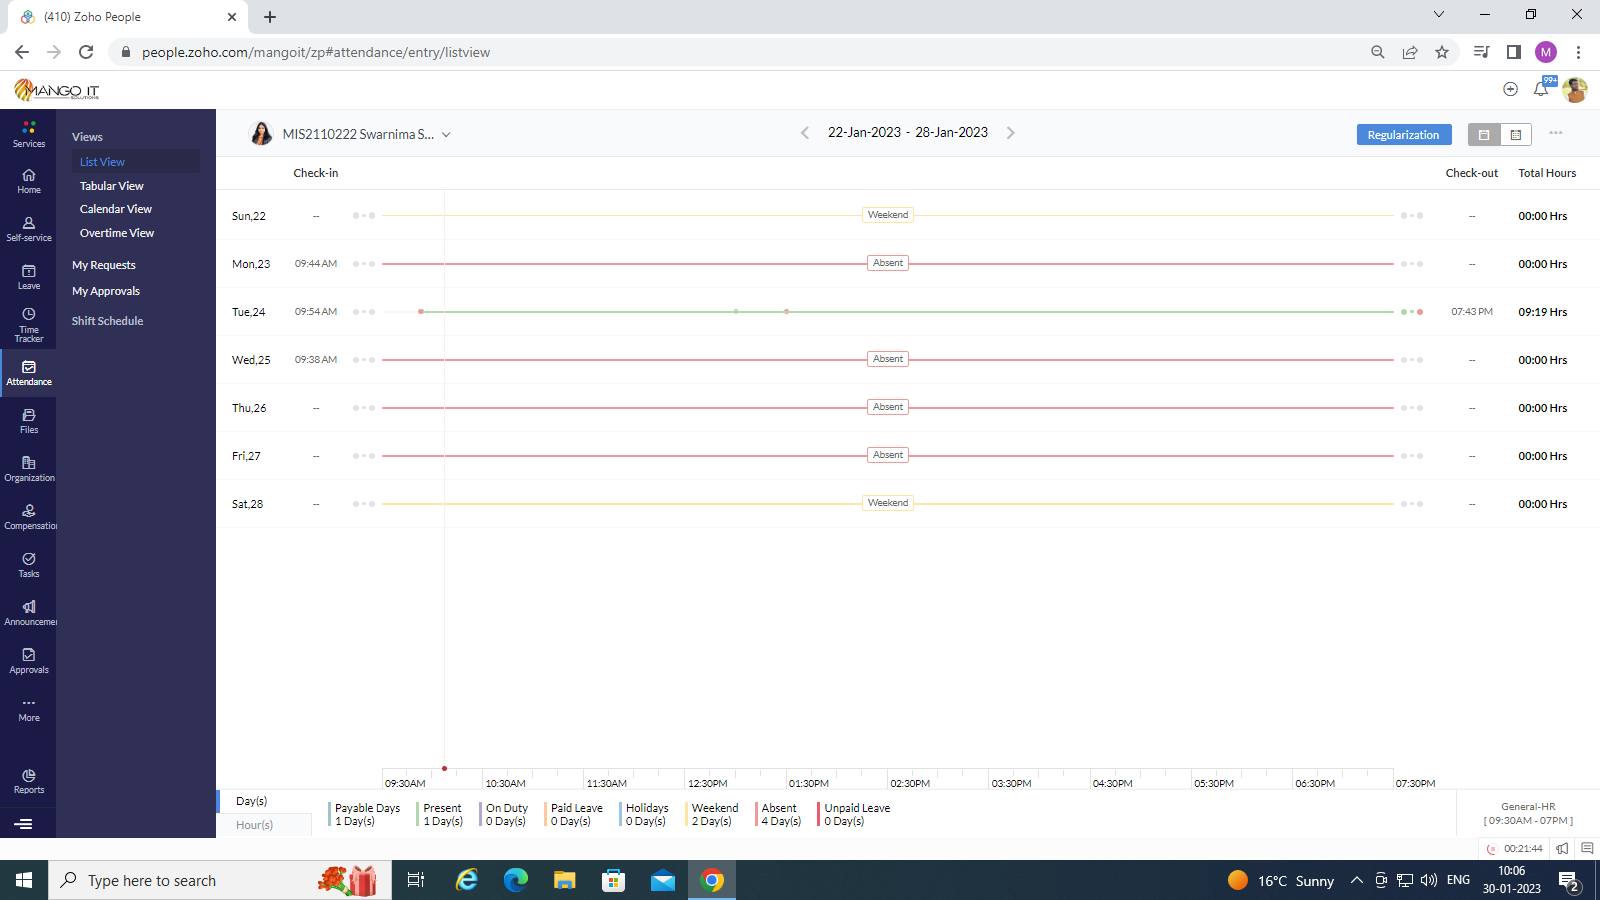 (410) Zoho People
people.zoho.com/mangoit/zp#attendance/entry/listview
M
MANGO IT
SOLUTIONS
99+
Services
Home
Self-service
Leave
Time
Tracker
Attendance
Files
Organization
Compensation
Tasks
Announcemen
Approvals
More
Reports
Views
List View
Tabular View
Calendar View
Overtime View
My Requests
My Approvals
Shift Schedule
MIS2110222 Swarnima S...
22-Jan-2023 - 28-Jan-2023
Regularization
Check-in Check-out Total Hours
Sun,22 -- Weekend -- 00:00 Hrs
Mon,23 09:44 AM Absent -- 00:00 Hrs
Tue,24 09:54 AM 07:43 PM 09:19 Hrs
Wed,25 09:38 AM Absent -- 00:00 Hrs
Thu,26 -- Absent -- 00:00 Hrs
Fri,27 -- Absent -- 00:00 Hrs
Sat,28 -- Weekend -- 00:00 Hrs
09:30AM 10:30AM 11:30AM 12:30PM 01:30PM 02:30PM 03:30PM 04:30PM 05:30PM 06:30PM 07:30PM
Day(s)
Hour(s)
Payable Days Present On Duty Paid Leave Holidays Weekend Absent Unpaid Leave
1 Day(s) 1 Day(s) 0 Day(s) 0 Day(s) 0 Day(s) 2 Day(s) 4 Day(s) 0 Day(s)
General-HR
[ 09:30AM - 07PM ]
00:21:44
Type here to search
16°C Sunny
ENG
10:06
30-01-2023
2